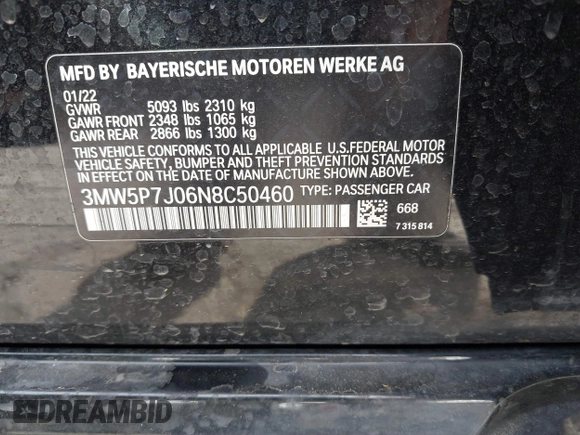 MFD BY BAYERISCHE MOTOREN WERKE AG
01/22
GVWR 5093 lbs 2310 kg
GAWR FRONT 2348 lbs 1065 kg
GAWR REAR 2866 lbs 1300 kg
THIS VEHICLE CONFORMS TO ALL APPLICABLE U.S.FEDERAL MOTOR
VEHICLE SAFETY, BUMPER AND THEFT PREVENTION STANDARDS
IN EFFECT ON THE DATE OF MANUFACTURE SHOWN ABOVE.
3MW5P7J06N8C50460 TYPE: PASSENGER CAR
668
7 315 814
DREAMBID